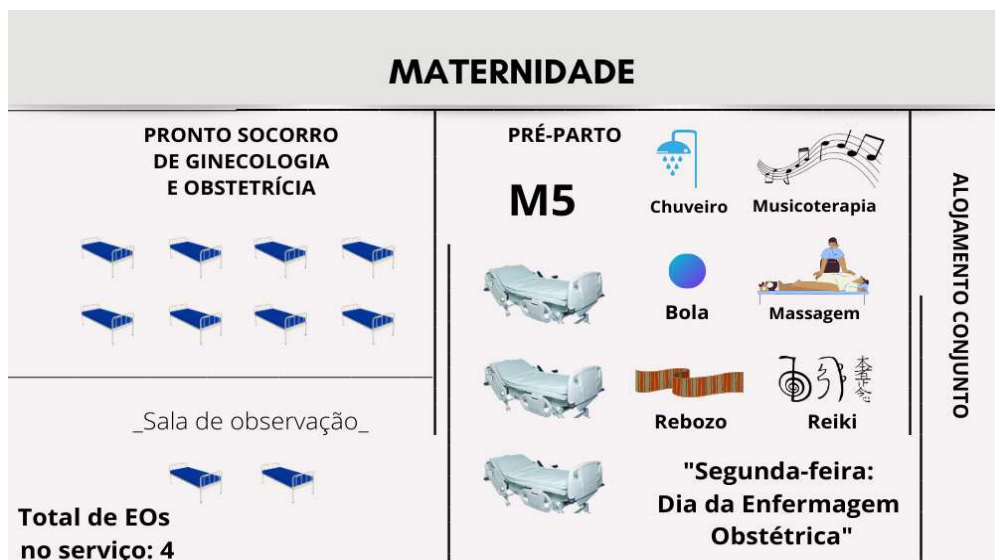 MATERNIDADE
PRONTO SOCORRO
DE GINECOLOGIA
E OBSTETRÍCIA
_Sala de observação_
Total de EOs
no serviço: 4
PRÉ-PARTO
M5
Chuveiro
Musicoterapia
Bola
Massagem
Rebozo
Reiki
"Segunda-feira:
Dia da Enfermagem
Obstétrica"
ALOJAMENTO CONJUNTO